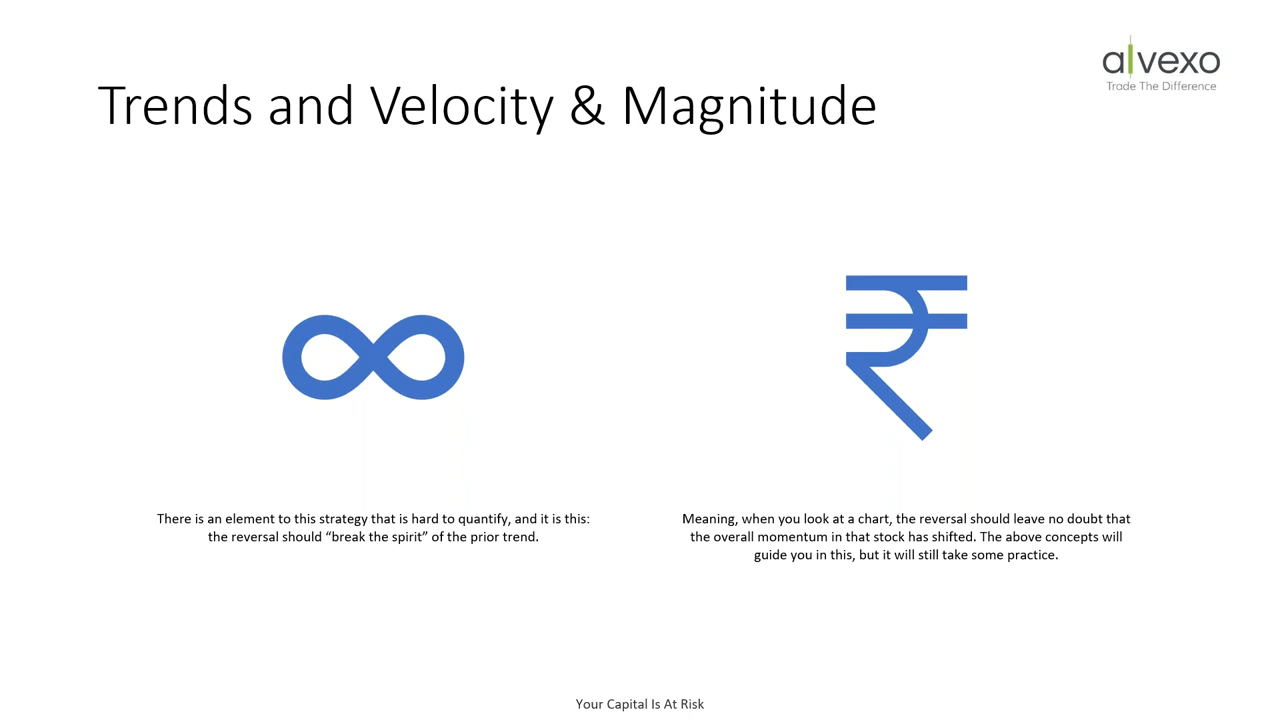 alvexo
Trade The Difference
Trends and Velocity & Magnitude
∞
₹
There is an element to this strategy that is hard to quantify, and it is this:
the reversal should “break the spirit” of the prior trend.
Meaning, when you look at a chart, the reversal should leave no doubt that
the overall momentum in that stock has shifted. The above concepts will
guide you in this, but it will still take some practice.
Your Capital Is At Risk